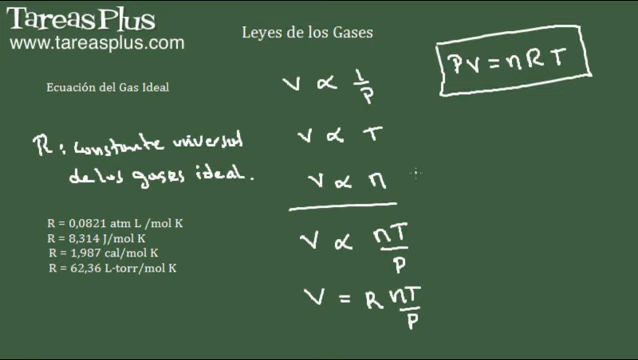 TareasPlus
www.tareasplus.com
Leyes de los Gases
PV = nRT
Ecuación del Gas Ideal
V ∝ 1/P
V ∝ T
R: constante universal
de los gases ideal.
V ∝ n
V ∝ nT/P
V = R nT/P
R = 0,0821 atm L /mol K
R = 8,314 J/mol K
R = 1,987 cal/mol K
R = 62,36 L-torr/mol K